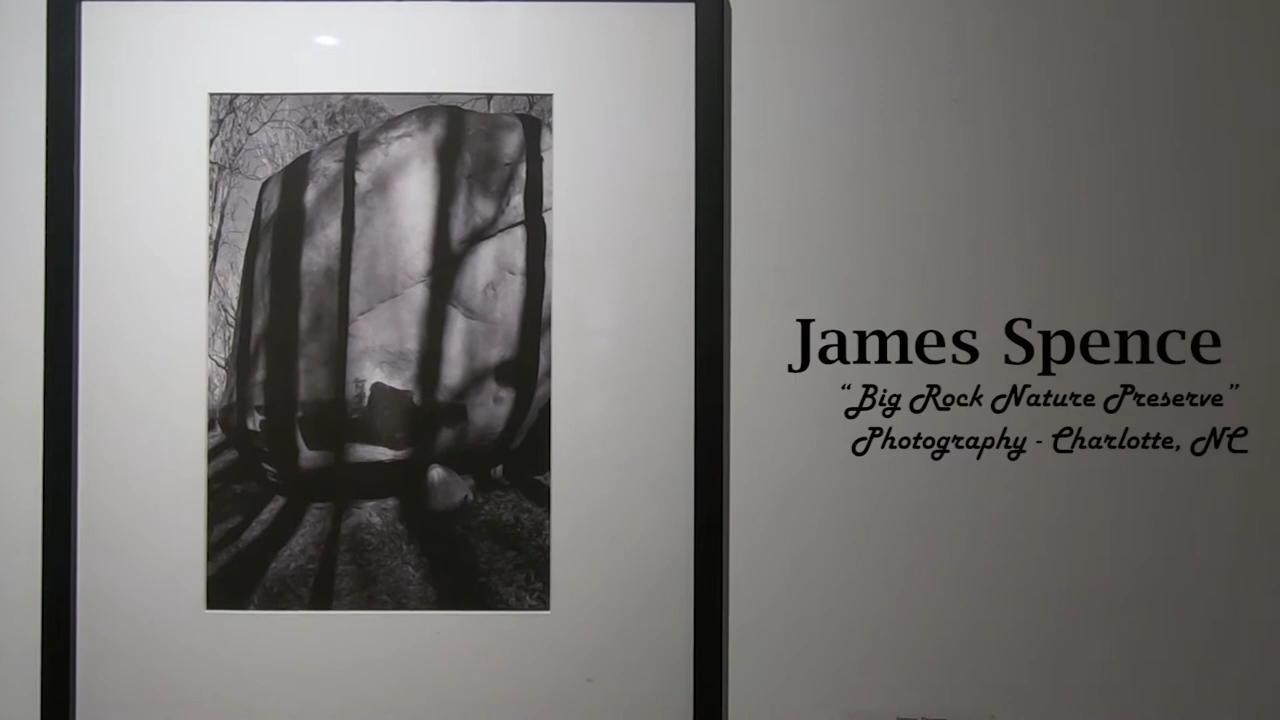 James Spence
“Big Rock Nature Preserve”
Photography - Charlotte, NC